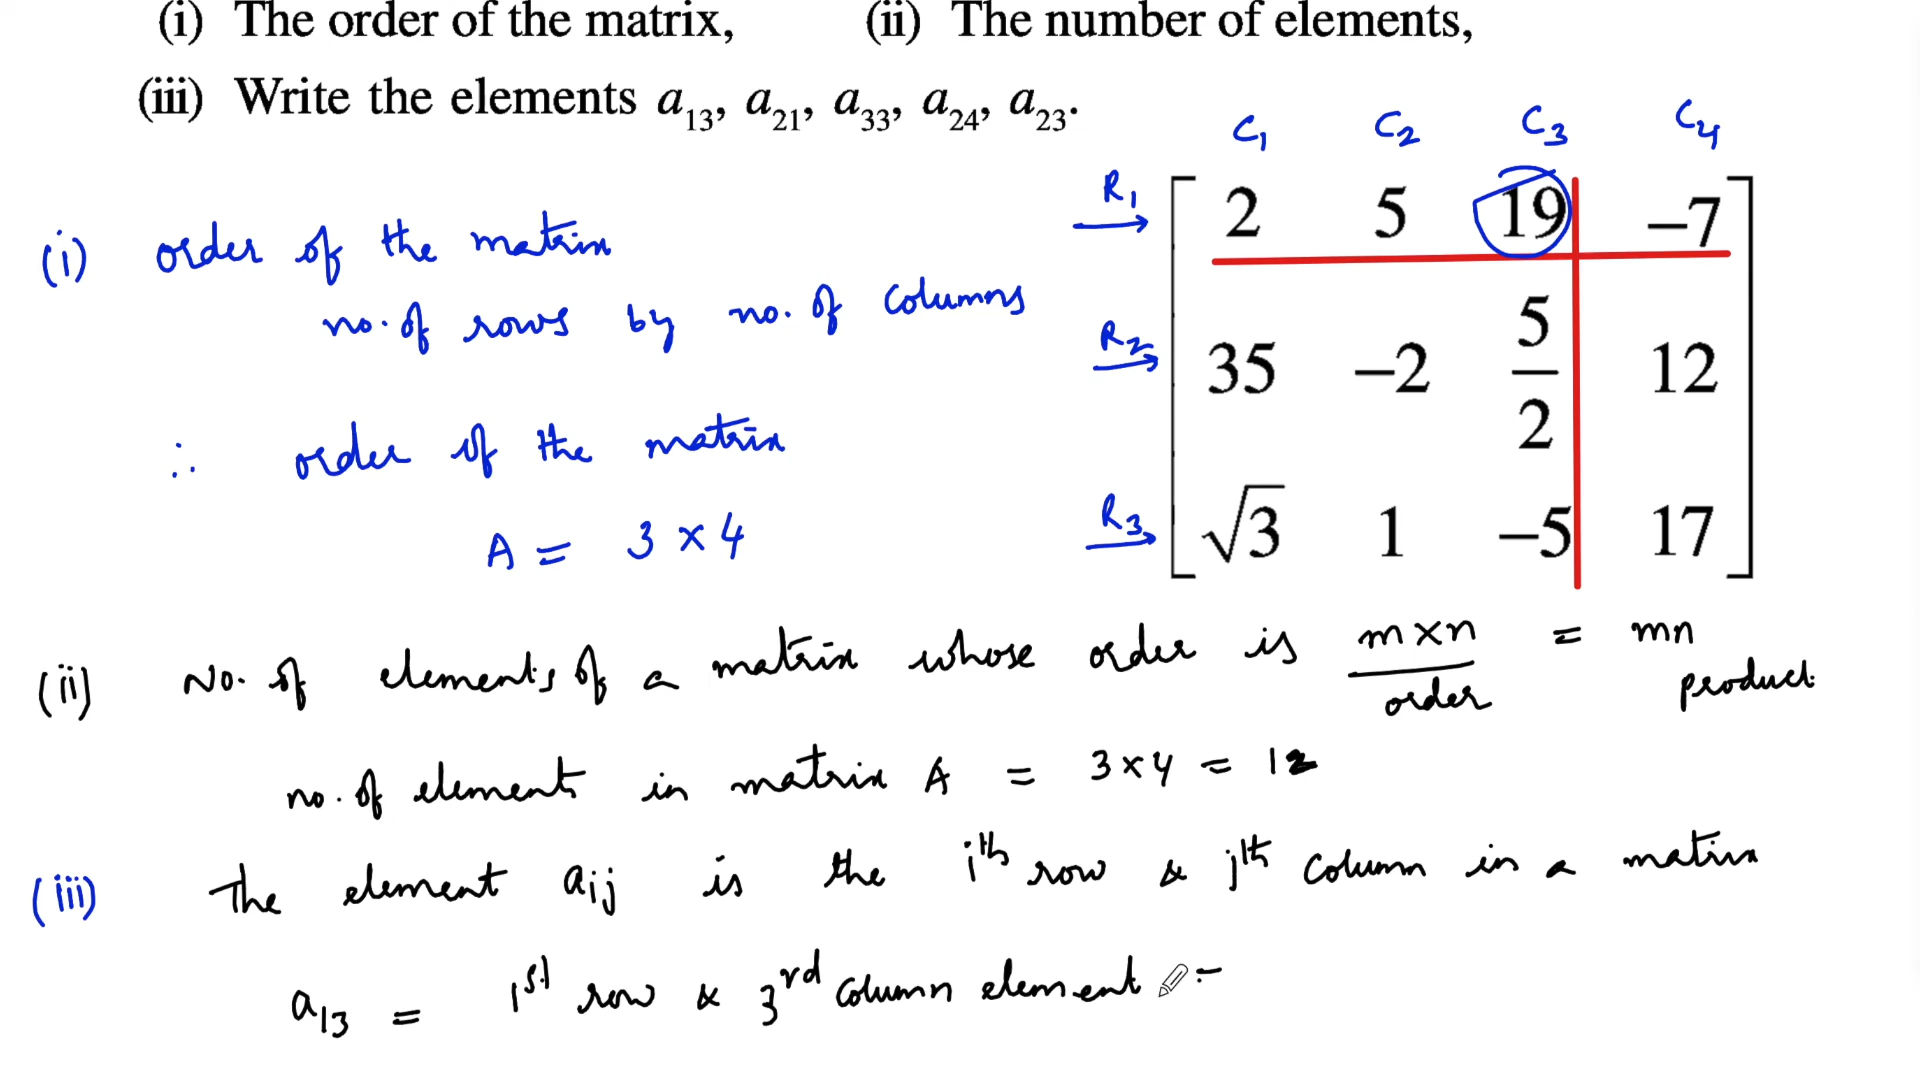 (i) The order of the matrix, (ii) The number of elements,
(iii) Write the elements a₁₃, a₂₁, a₃₃, a₂₄, a₂₃.
C₁ C₂ C₃ C₄
R₁ 2 5 19 −7
R₂ 35 −2 5/2 12
R₃ √3 1 −5 17
(i) order of the matrix
no. of rows by no. of columns
∴ order of the matrix
A = 3 × 4
(ii) No. of elements of a matrix whose order is m×n = mn
order product.
no. of element in matrix A = 3×4 = 12
(iii) The element aij is the ith row & jth column in a matrix
a₁₃ = 1st row & 3rd column element =